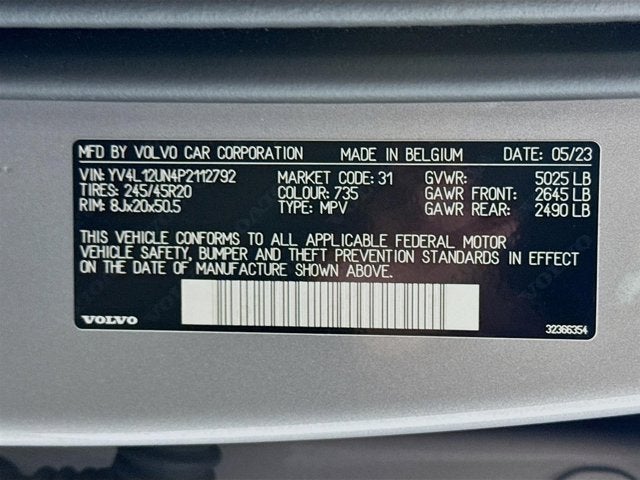 MFD BY VOLVO CAR CORPORATION MADE IN BELGIUM DATE: 05/23
VIN: YV4L12UN4P2112792 MARKET CODE: 31 GVWR: 5025 LB
TIRES: 245/45R20 COLOUR: 735 GAWR FRONT: 2645 LB
RIM: 8Jx20x50.5 TYPE: MPV GAWR REAR: 2490 LB
THIS VEHICLE CONFORMS TO ALL APPLICABLE FEDERAL MOTOR
VEHICLE SAFETY, BUMPER AND THEFT PREVENTION STANDARDS IN EFFECT
ON THE DATE OF MANUFACTURE SHOWN ABOVE.
VOLVO 32366354